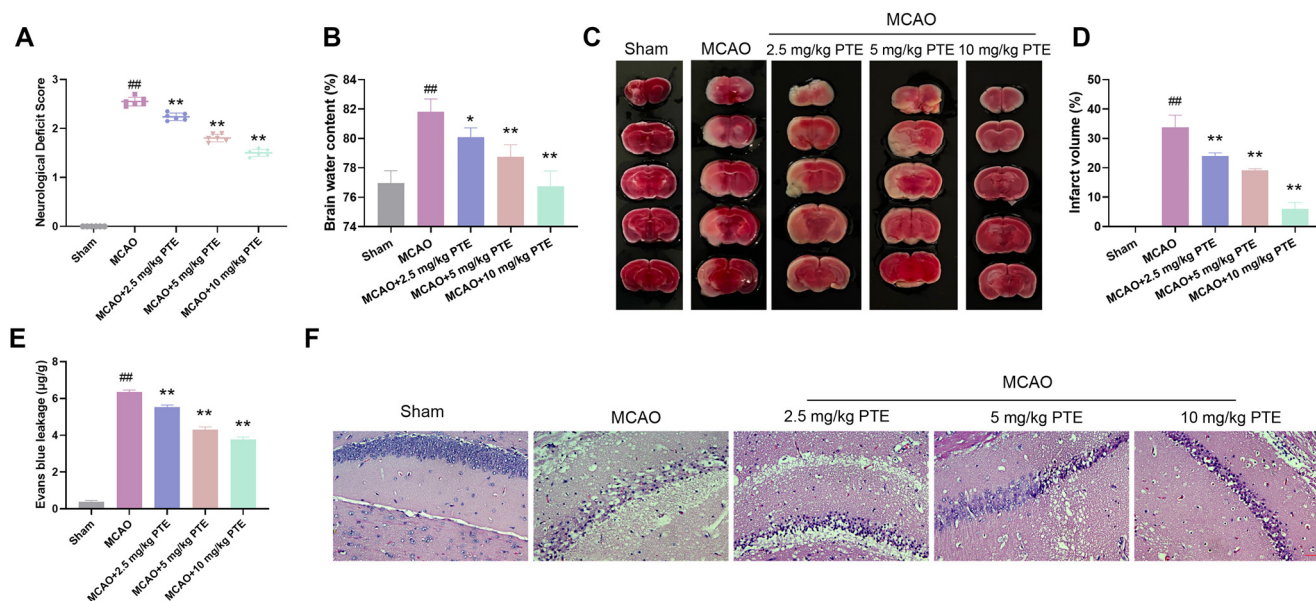 A
Neurological Deficit Score
3
2
1
0
##
**
**
**
Sham
MCAO
MCAO+2.5 mg/kg PTE
MCAO+5 mg/kg PTE
MCAO+10 mg/kg PTE
B
Brain water content (%)
84
82
80
78
76
74
##
*
**
**
Sham
MCAO
MCAO+2.5 mg/kg PTE
MCAO+5 mg/kg PTE
MCAO+10 mg/kg PTE
C
MCAO
Sham
MCAO
2.5 mg/kg PTE
5 mg/kg PTE
10 mg/kg PTE
D
Infarct volume (%)
50
40
30
20
10
0
##
**
**
**
Sham
MCAO
MCAO+2.5 mg/kg PTE
MCAO+5 mg/kg PTE
MCAO+10 mg/kg PTE
E
Evans blue leakage (μg/g)
8
6
4
2
0
##
**
**
**
Sham
MCAO
MCAO+2.5 mg/kg PTE
MCAO+5 mg/kg PTE
MCAO+10 mg/kg PTE
F
MCAO
Sham
MCAO
2.5 mg/kg PTE
5 mg/kg PTE
10 mg/kg PTE